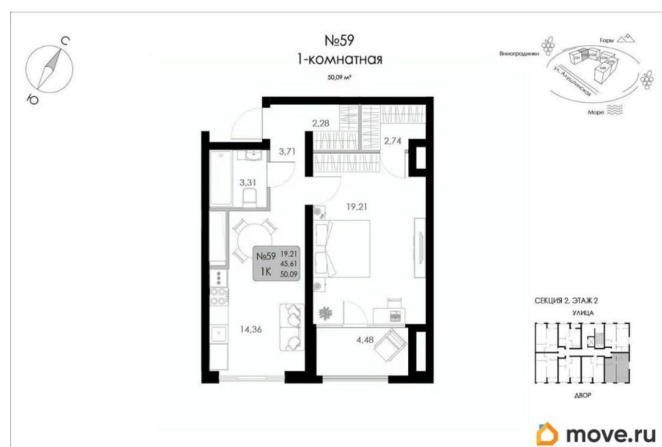 №59
1-комнатная
50,09 м²
С
Ю
Горы
Виноградники
ул. Алуштинская
Море
2,28
2,74
3,71
3,31
19,21
№59
1К
19.21
45.61
50.09
14,36
4,48
СЕКЦИЯ 2, ЭТАЖ 2
УЛИЦА
ДВОР
move.ru